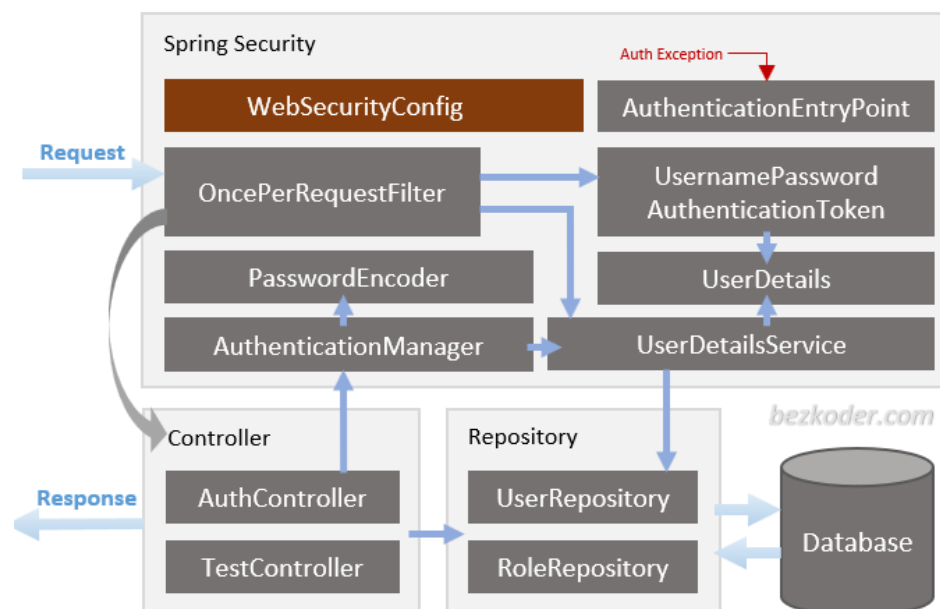 Spring Security
Auth Exception
WebSecurityConfig
AuthenticationEntryPoint
Request
OncePerRequestFilter
UsernamePassword
AuthenticationToken
PasswordEncoder
UserDetails
AuthenticationManager
UserDetailsService
bezkoder.com
Controller
Repository
Response
AuthController
UserRepository
Database
TestController
RoleRepository